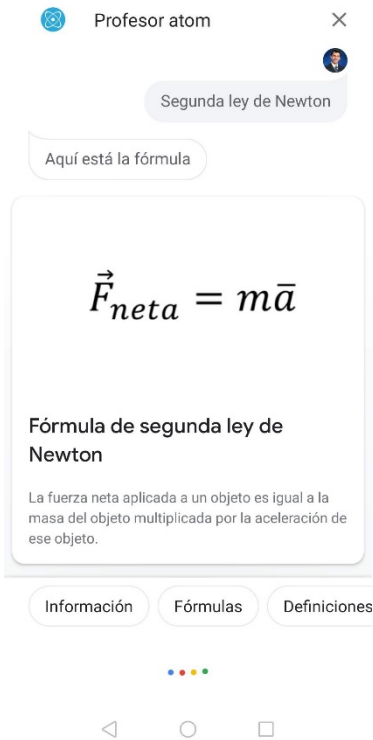 Profesor atom
Segunda ley de Newton
Aquí está la fórmula
F⃗neta = ma̅
Fórmula de segunda ley de
Newton
La fuerza neta aplicada a un objeto es igual a la
masa del objeto multiplicada por la aceleración de
ese objeto.
Información Fórmulas Definiciones